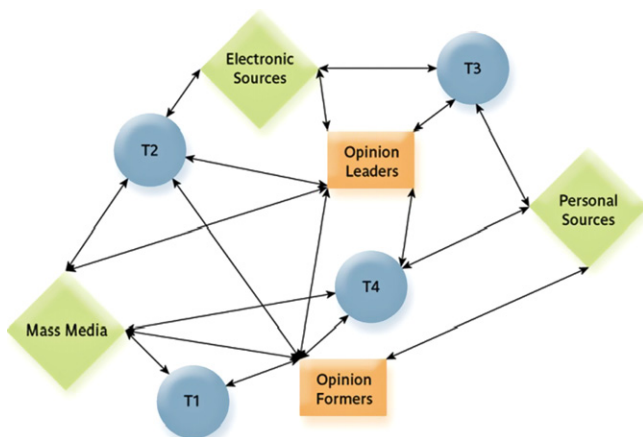 Electronic
Sources
T3
T2
Opinion
Leaders
Personal
Sources
T4
Mass Media
Opinion
Formers
T1